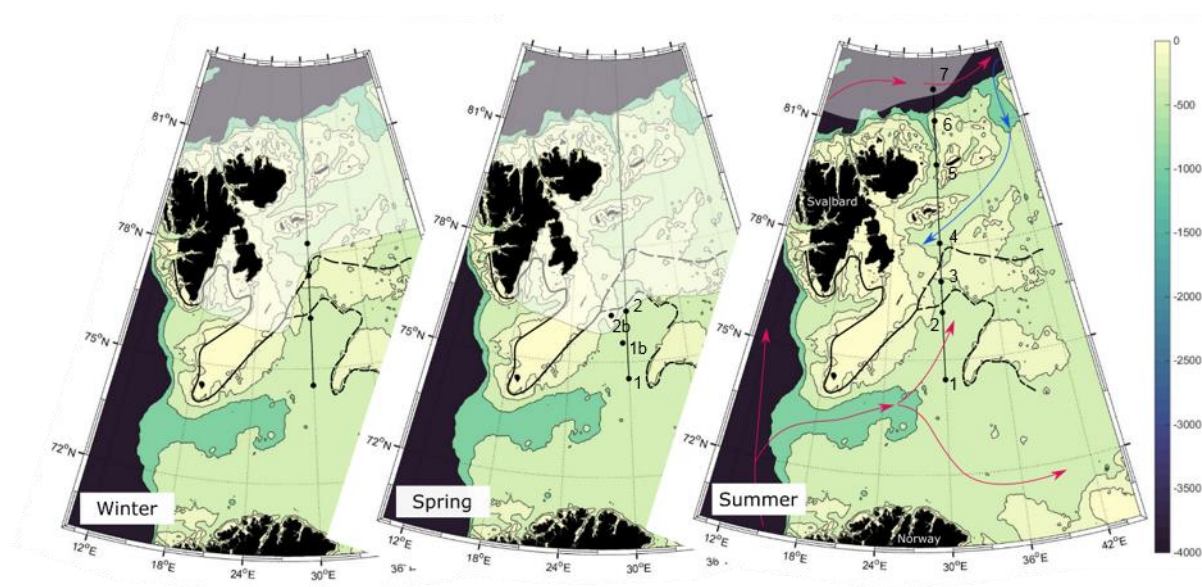 81°N
78°N
75°N
72°N
Winter
12°E
18°E
24°E
30°E
36°
81°N
78°N
75°N
72°N
2
2b
1b
1
Spring
12°E
18°E
24°E
30°E
81°N
78°N
75°N
72°N
7
6
5
Svalbard
4
3
2
1
Summer
Norway
18°E
24°E
30°E
36°E
42°E
0
-500
-1000
-1500
-2000
-2500
-3000
-3500
-4000